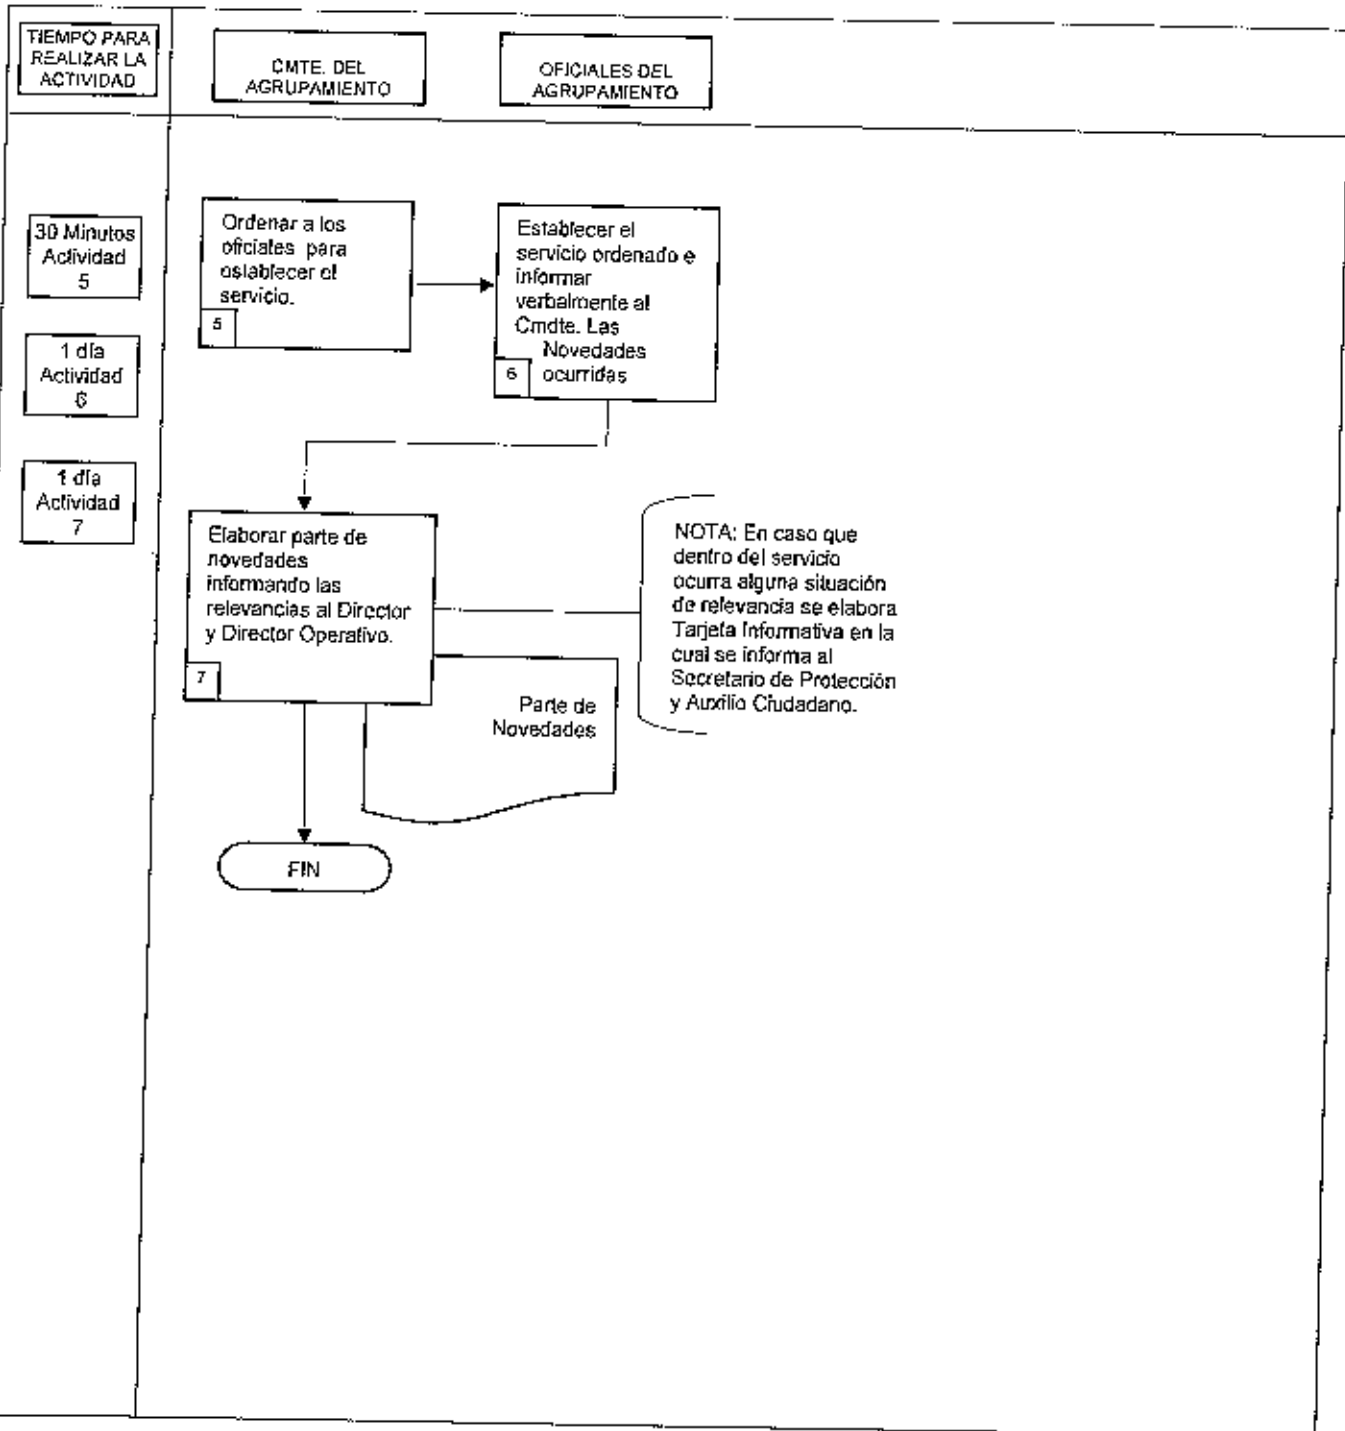 TIEMPO PARA
REALIZAR LA
ACTIVIDAD
CMTE. DEL
AGRUPAMIENTO
OFICIALES DEL
AGRUPAMIENTO
30 Minutos
Actividad
5
1 día
Actividad
6
1 día
Actividad
7
Ordenar a los
oficiales para
establecer el
servicio.
5
Establecer el
servicio ordenado e
informar
verbalmente al
Cmdte. Las
Novedades
ocurridas
6
Elaborar parte de
novedades
informando las
relevancias al Director
y Director Operativo.
7
Parte de
Novedades
NOTA: En caso que
dentro del servicio
ocurra alguna situación
de relevancia se elabora
Tarjeta Informativa en la
cual se informa al
Secretario de Protección
y Auxilio Ciudadano.
FIN